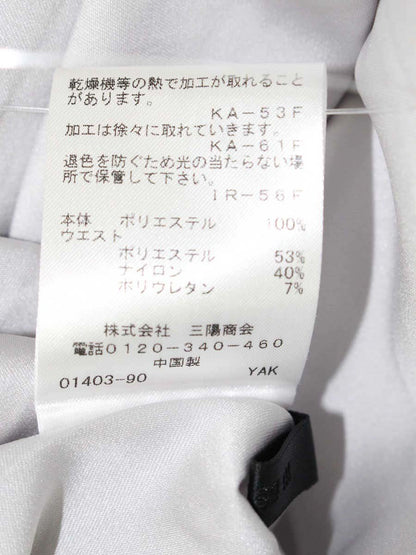 乾燥機等の熱で加工が取れること
があります。
KA-53F
加工は徐々に取れていきます。
KA-61F
退色を防ぐため光の当たらない場
所で保管して下さい。
IR-56F
本体 ポリエステル 100%
ウエスト
ポリエステル 53%
ナイロン 40%
ポリウレタン 7%
株式会社 三陽商会
電話0120-340-460
中国製
01403-90 YAK